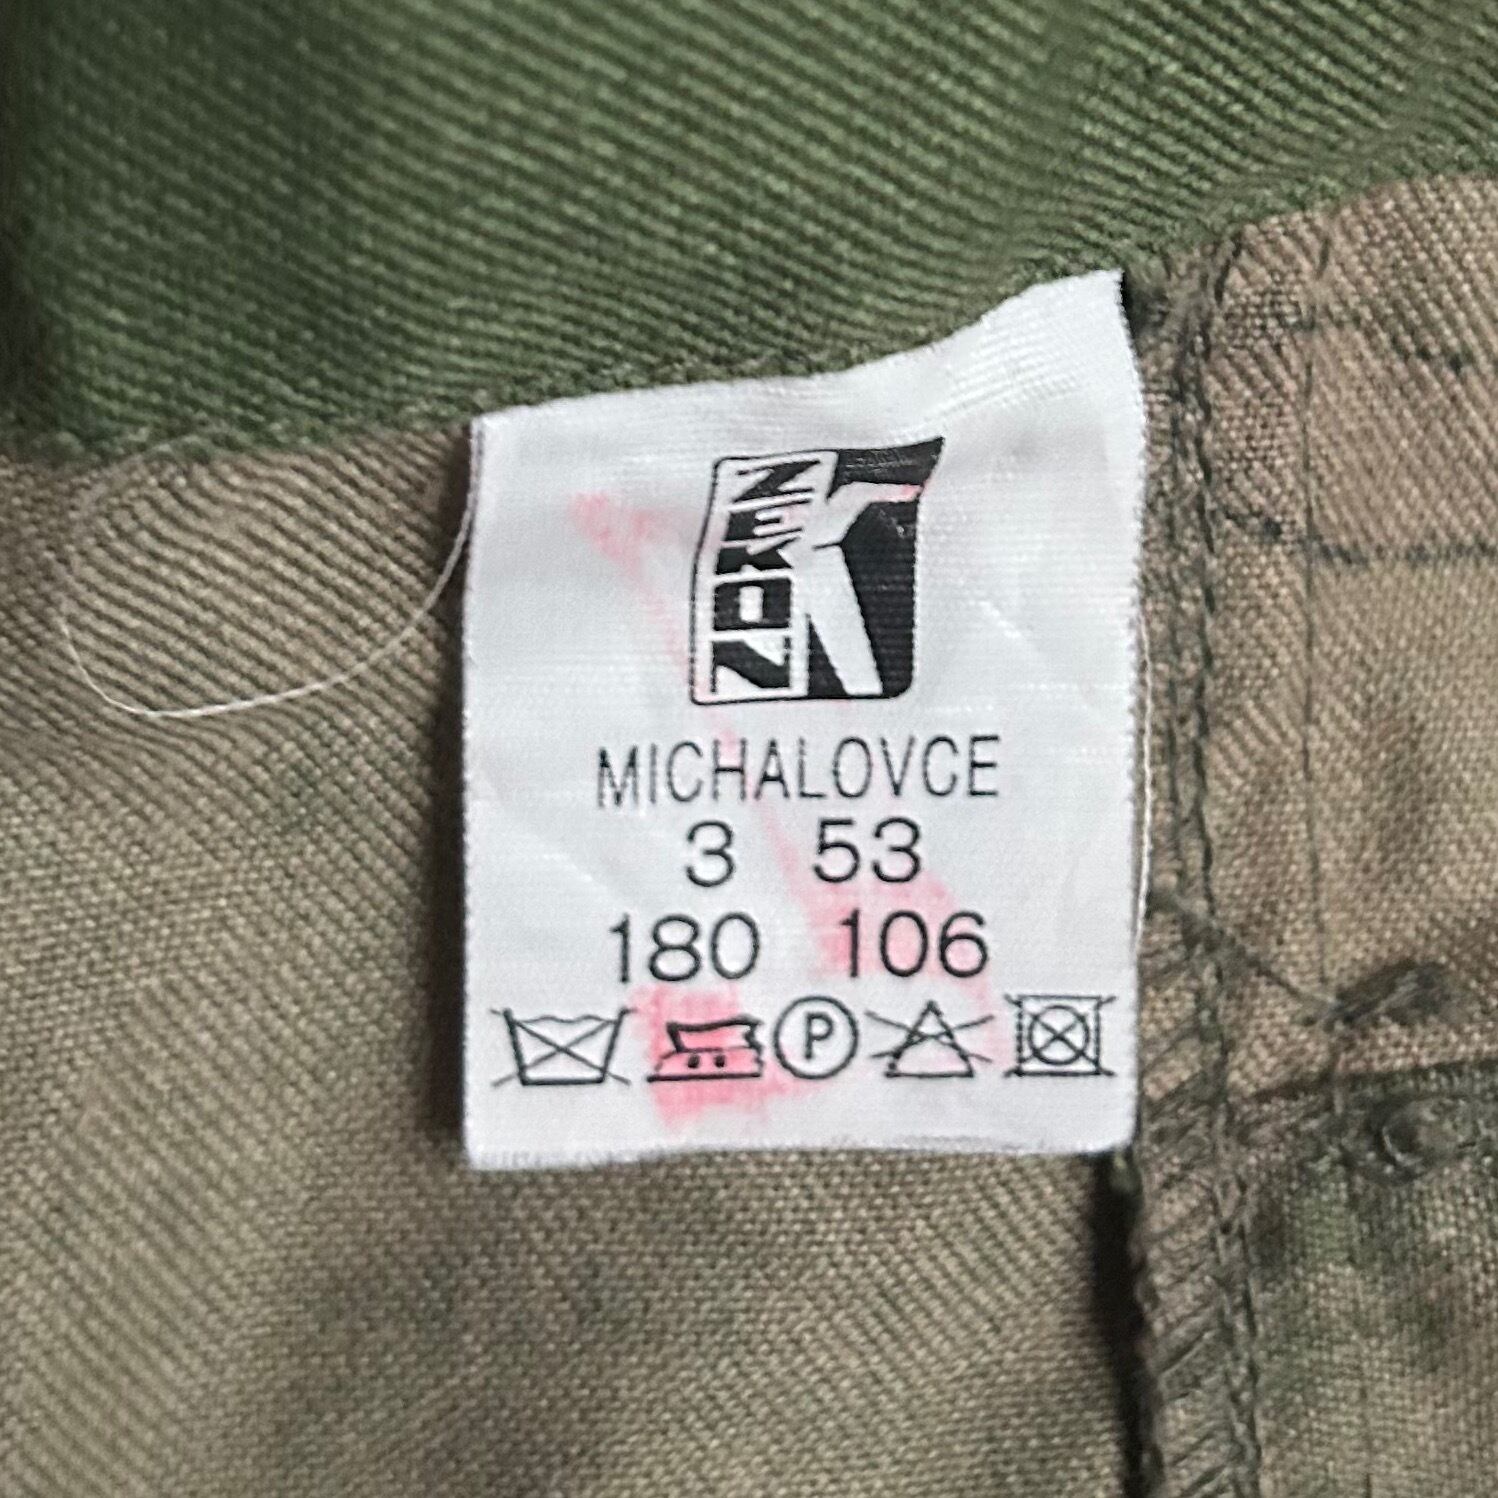 ZEKON
MICHALOVCE
3 53
180 106
P